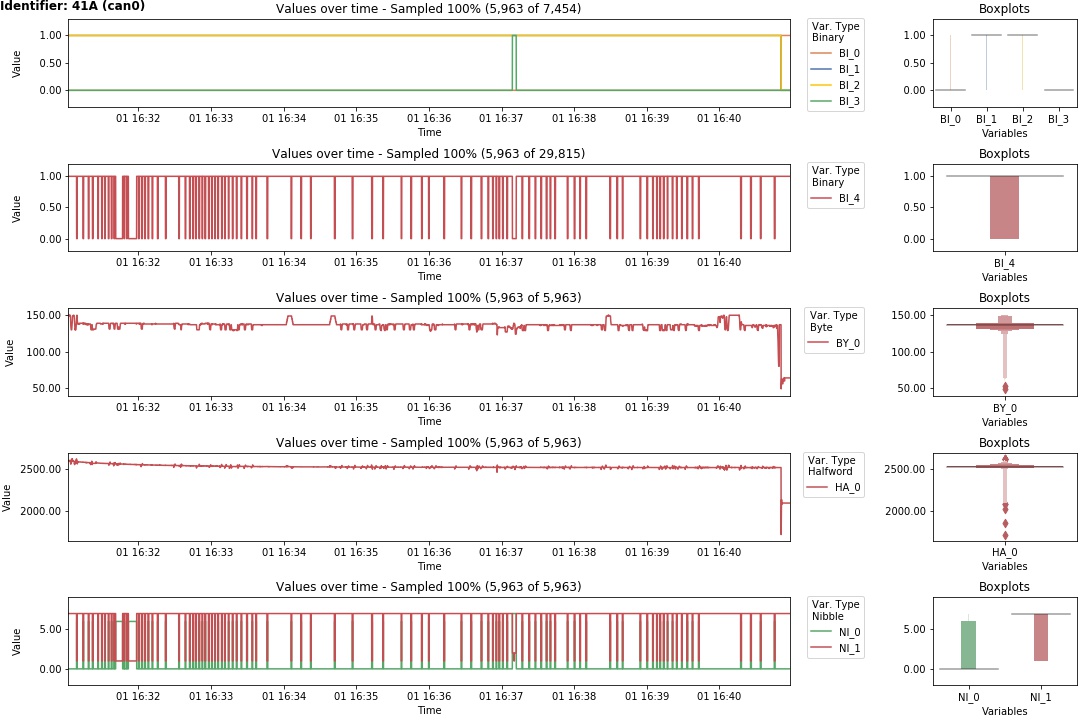 Identifier: 41A (can0)
Values over time - Sampled 100% (5,963 of 7,454)
Boxplots
Value
1.00
0.50
0.00
01 16:32 01 16:33 01 16:34 01 16:35 01 16:36 01 16:37 01 16:38 01 16:39 01 16:40
Time
Var. Type
Binary
BI_0
BI_1
BI_2
BI_3
1.00
0.50
0.00
BI_0 BI_1 BI_2 BI_3
Variables
Values over time - Sampled 100% (5,963 of 29,815)
Boxplots
Value
1.00
0.50
0.00
01 16:32 01 16:33 01 16:34 01 16:35 01 16:36 01 16:37 01 16:38 01 16:39 01 16:40
Time
Var. Type
Binary
BI_4
1.00
0.50
0.00
BI_4
Variables
Values over time - Sampled 100% (5,963 of 5,963)
Boxplots
Value
150.00
100.00
50.00
01 16:32 01 16:33 01 16:34 01 16:35 01 16:36 01 16:37 01 16:38 01 16:39 01 16:40
Time
Var. Type
Byte
BY_0
150.00
100.00
50.00
BY_0
Variables
Values over time - Sampled 100% (5,963 of 5,963)
Boxplots
Value
2500.00
2000.00
01 16:32 01 16:33 01 16:34 01 16:35 01 16:36 01 16:37 01 16:38 01 16:39 01 16:40
Time
Var. Type
Halfword
HA_0
2500.00
2000.00
HA_0
Variables
Values over time - Sampled 100% (5,963 of 5,963)
Boxplots
Value
5.00
0.00
01 16:32 01 16:33 01 16:34 01 16:35 01 16:36 01 16:37 01 16:38 01 16:39 01 16:40
Time
Var. Type
Nibble
NI_0
NI_1
5.00
0.00
NI_0 NI_1
Variables